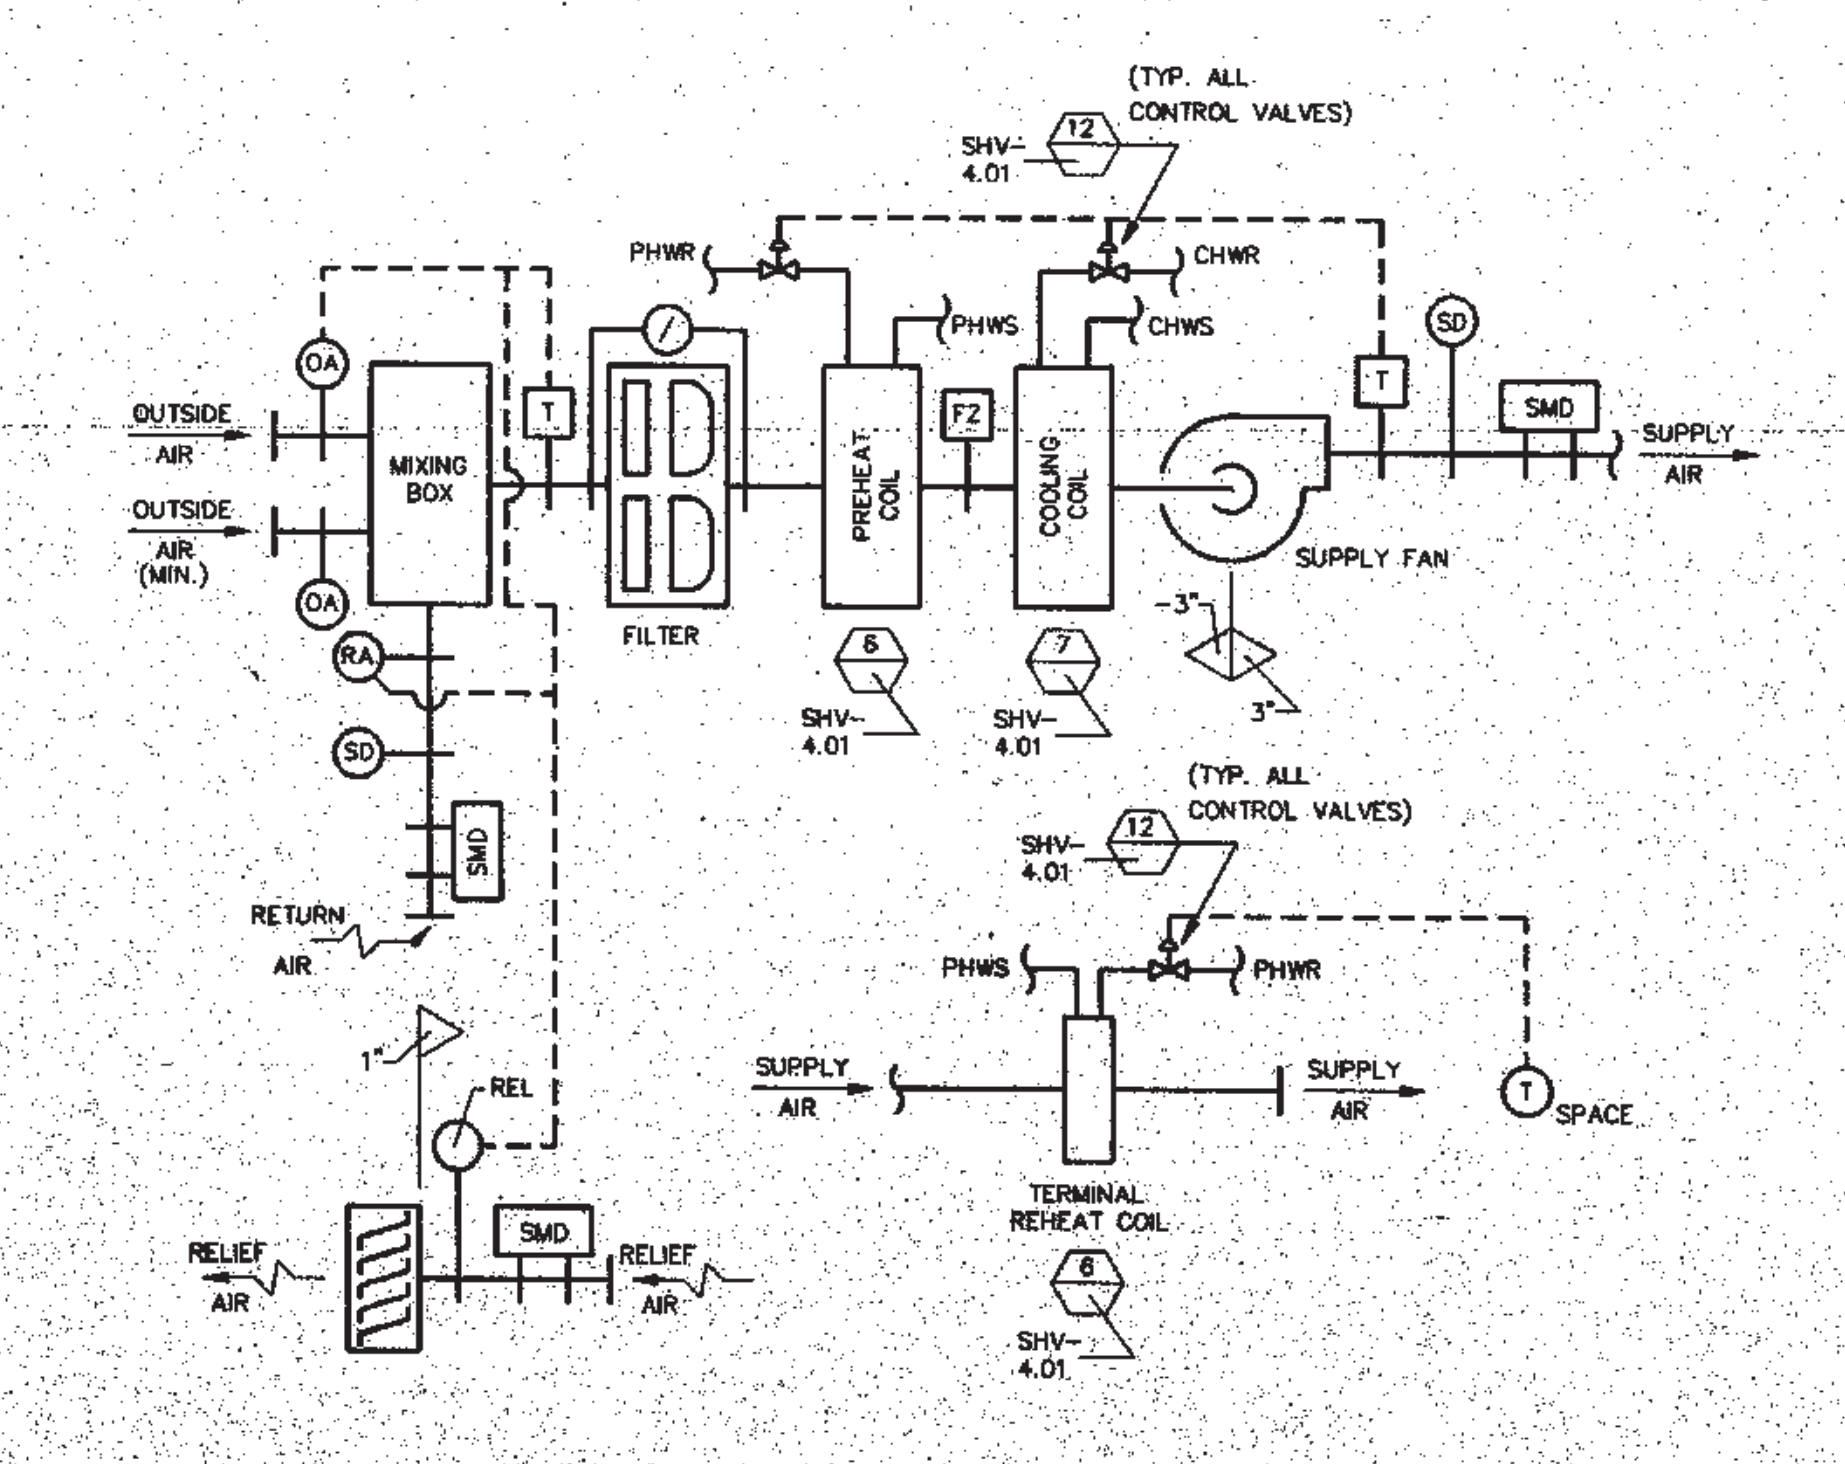 (TYP. ALL
CONTROL VALVES)
12
SHV-
4.01
PHWR
CHWR
PHWS
CHWS
OA
SD
T
T
F2
SMD
OUTSIDE
AIR
MIXING
BOX
PREHEAT
COIL
COOLING
COIL
SUPPLY
AIR
OUTSIDE
AIR
(MIN.)
OA
SUPPLY FAN
-3"
FILTER
RA
6
7
3"
SHV-
4.01
SHV-
4.01
SD
(TYP. ALL
CONTROL VALVES)
12
SHV-
4.01
SMD
RETURN
AIR
PHWS
PHWR
1"
REL
SUPPLY
AIR
SUPPLY
AIR
T
SPACE
TERMINAL
REHEAT COIL
SMD
RELIEF
AIR
RELIEF
AIR
6
SHV-
4.01